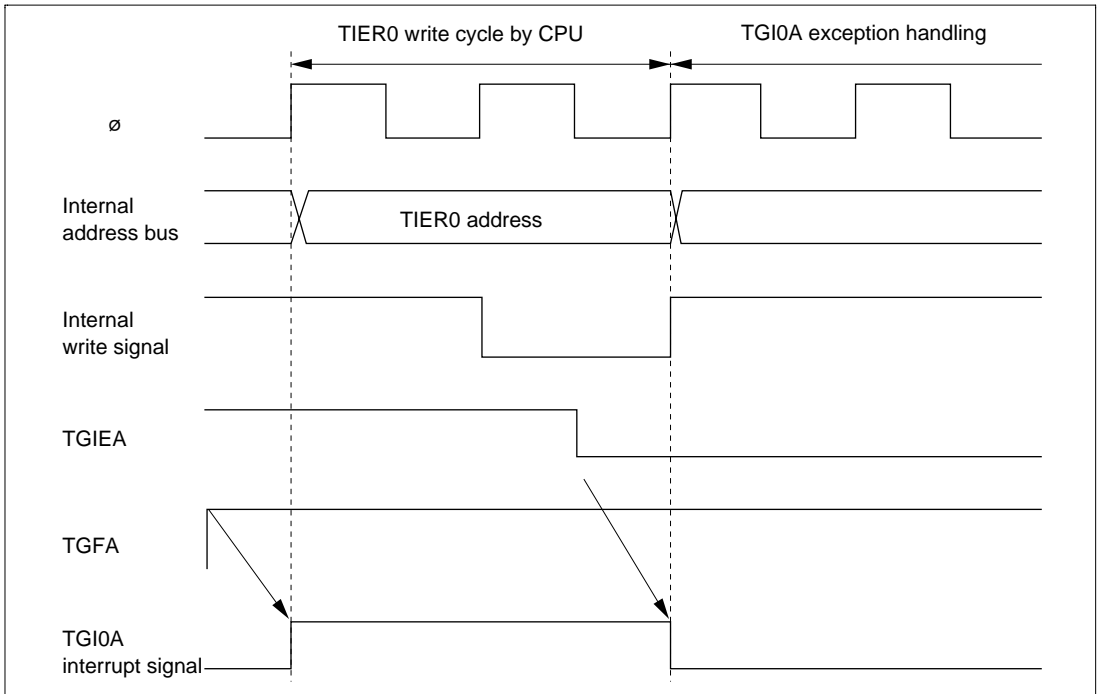 TIER0 write cycle by CPU
TGI0A exception handling
ø
Internal
address bus
TIER0 address
Internal
write signal
TGIEA
TGFA
TGI0A
interrupt signal